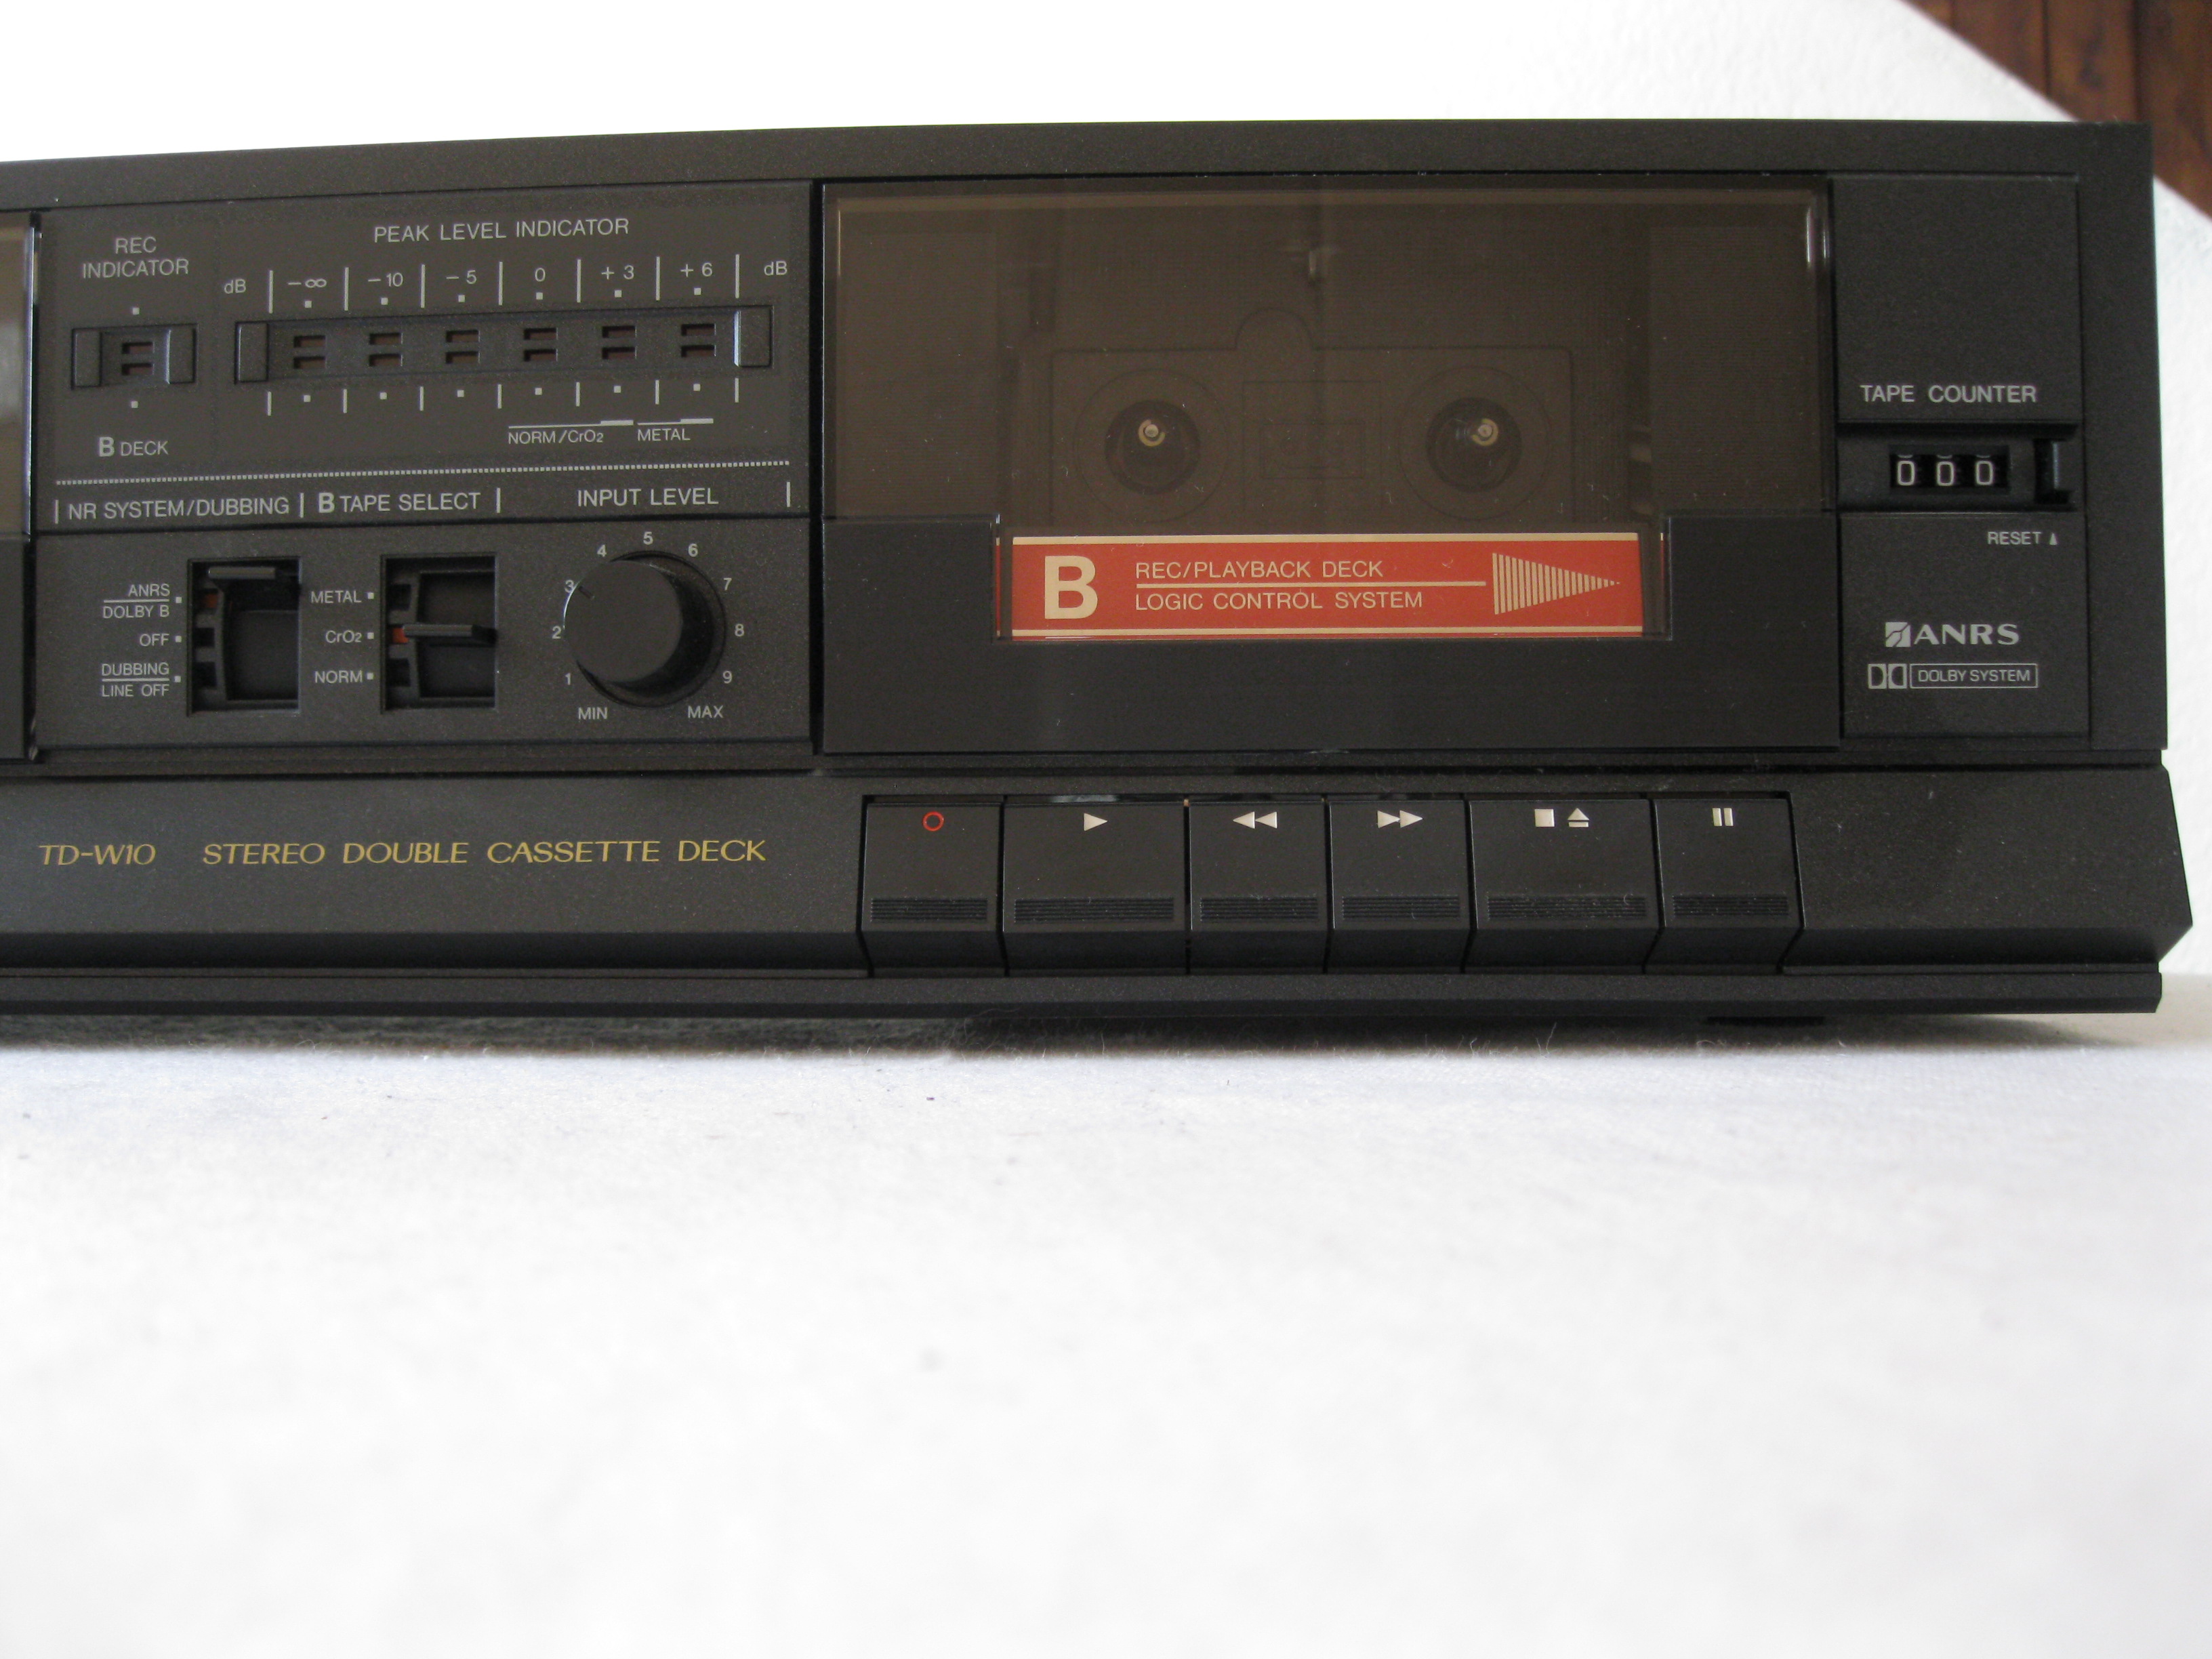 REC
INDICATOR
B DECK
PEAK LEVEL INDICATOR
dB -∞ -10 -5 0 +3 +6 dB
NORM/CrO2 METAL
NR SYSTEM/DUBBING
B TAPE SELECT
INPUT LEVEL
ANRS
DOLBY B
OFF
DUBBING
LINE OFF
METAL
CrO2
NORM
MIN 1 2 3 4 5 6 7 8 9 MAX
B
REC/PLAYBACK DECK
LOGIC CONTROL SYSTEM
TAPE COUNTER
000
RESET
ANRS
DOLBY SYSTEM
TD-W10 STEREO DOUBLE CASSETTE DECK